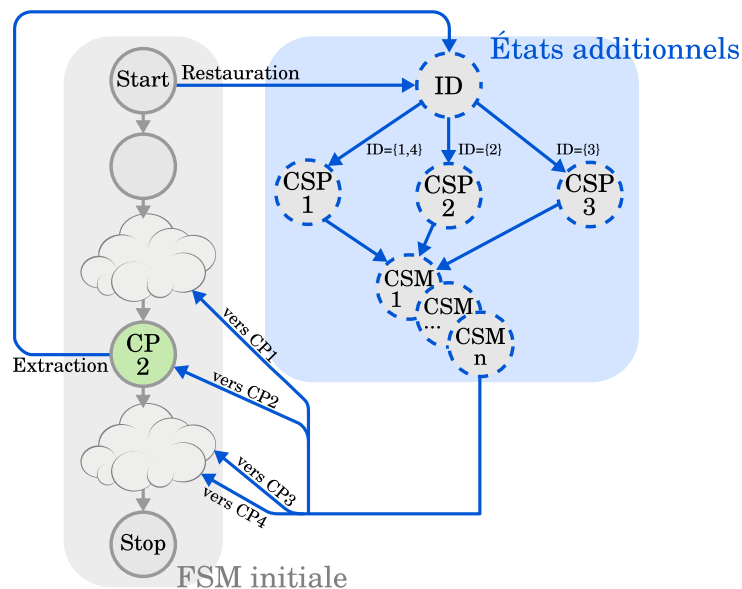 États additionnels
Start
Restauration
ID
ID={1,4}
ID={2}
ID={3}
CSP
1
CSP
2
CSP
3
CSM
1
CSM
...
CSM
n
vers CP1
CP
2
Extraction
vers CP2
vers CP3
vers CP4
Stop
FSM initiale